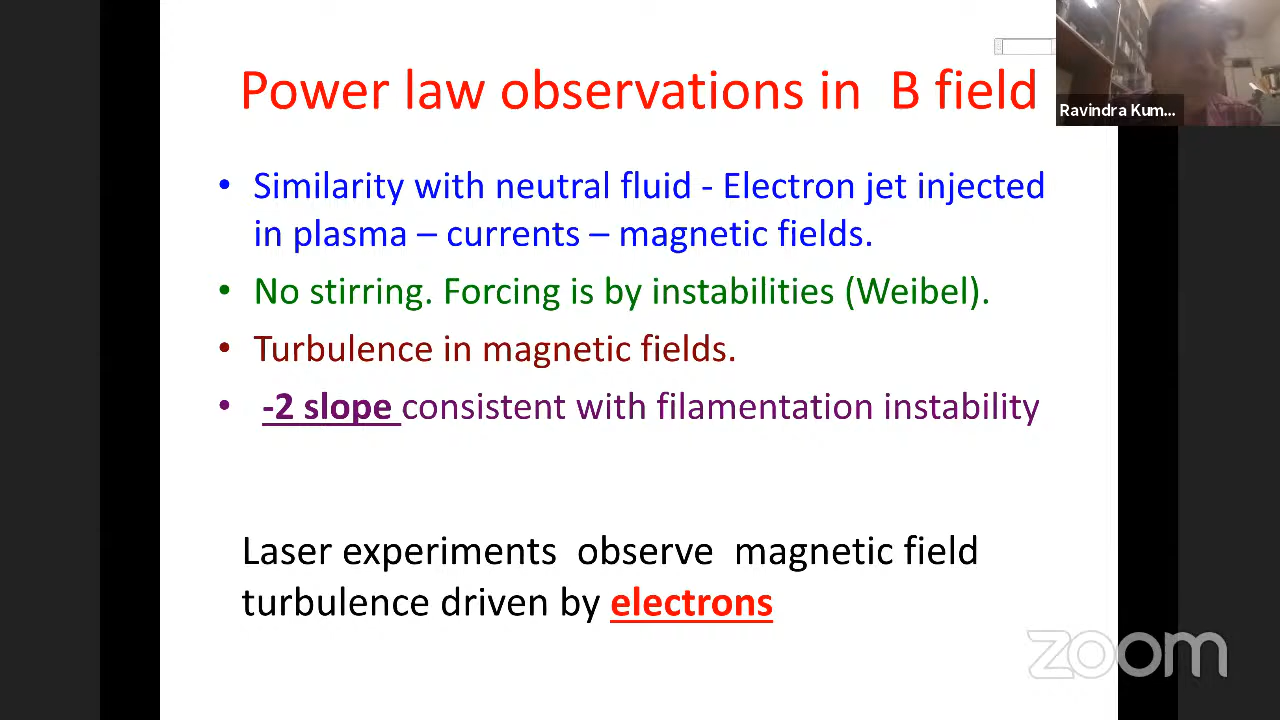 Power law observations in B field
Ravindra Kum...
• Similarity with neutral fluid - Electron jet injected
in plasma – currents – magnetic fields.
• No stirring. Forcing is by instabilities (Weibel).
• Turbulence in magnetic fields.
• -2 slope consistent with filamentation instability
Laser experiments observe magnetic field
turbulence driven by electrons
zoom